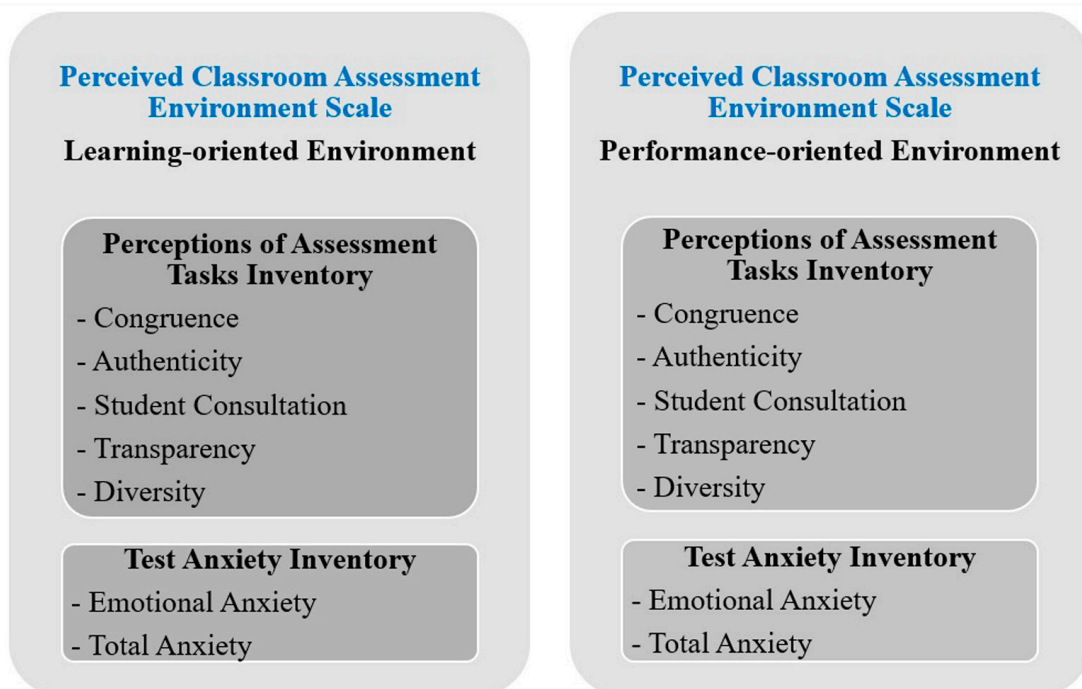 Perceived Classroom Assessment
Environment Scale
Learning-oriented Environment
Perceptions of Assessment
Tasks Inventory
- Congruence
- Authenticity
- Student Consultation
- Transparency
- Diversity
Test Anxiety Inventory
- Emotional Anxiety
- Total Anxiety
Perceived Classroom Assessment
Environment Scale
Performance-oriented Environment
Perceptions of Assessment
Tasks Inventory
- Congruence
- Authenticity
- Student Consultation
- Transparency
- Diversity
Test Anxiety Inventory
- Emotional Anxiety
- Total Anxiety